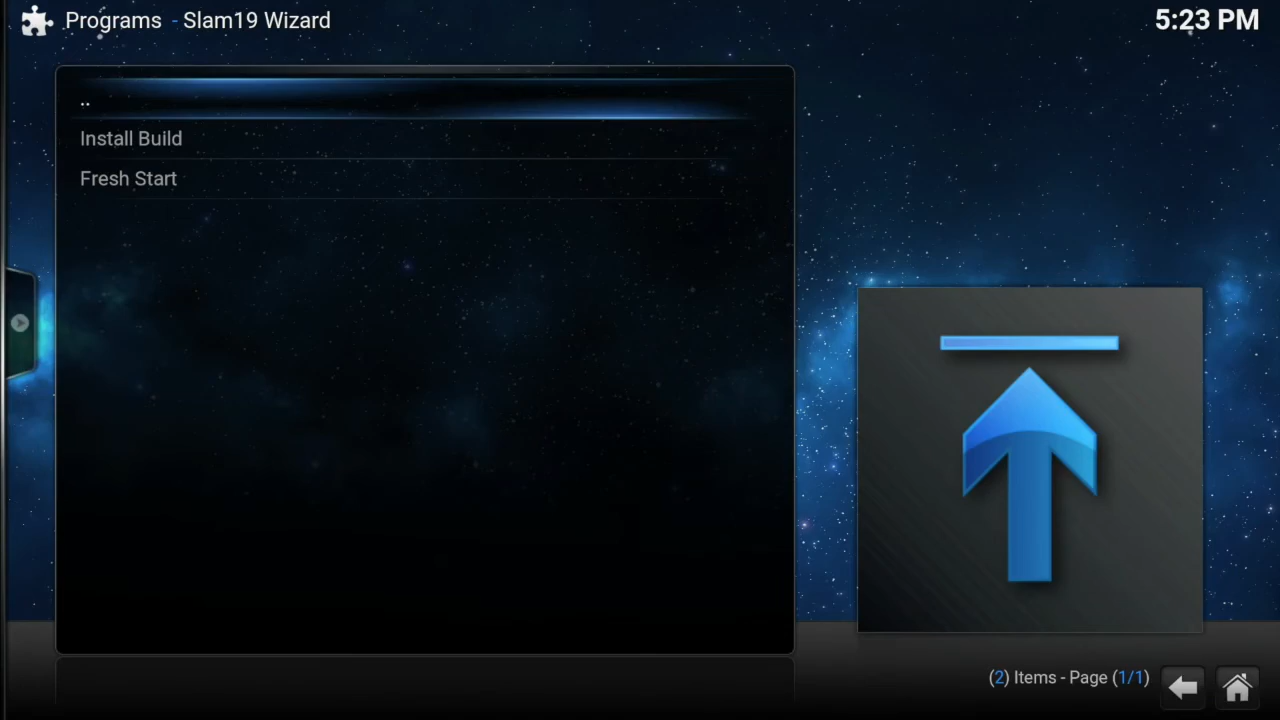 Programs - Slam19 Wizard
5:23 PM
..
Install Build
Fresh Start
(2) Items - Page (1/1)